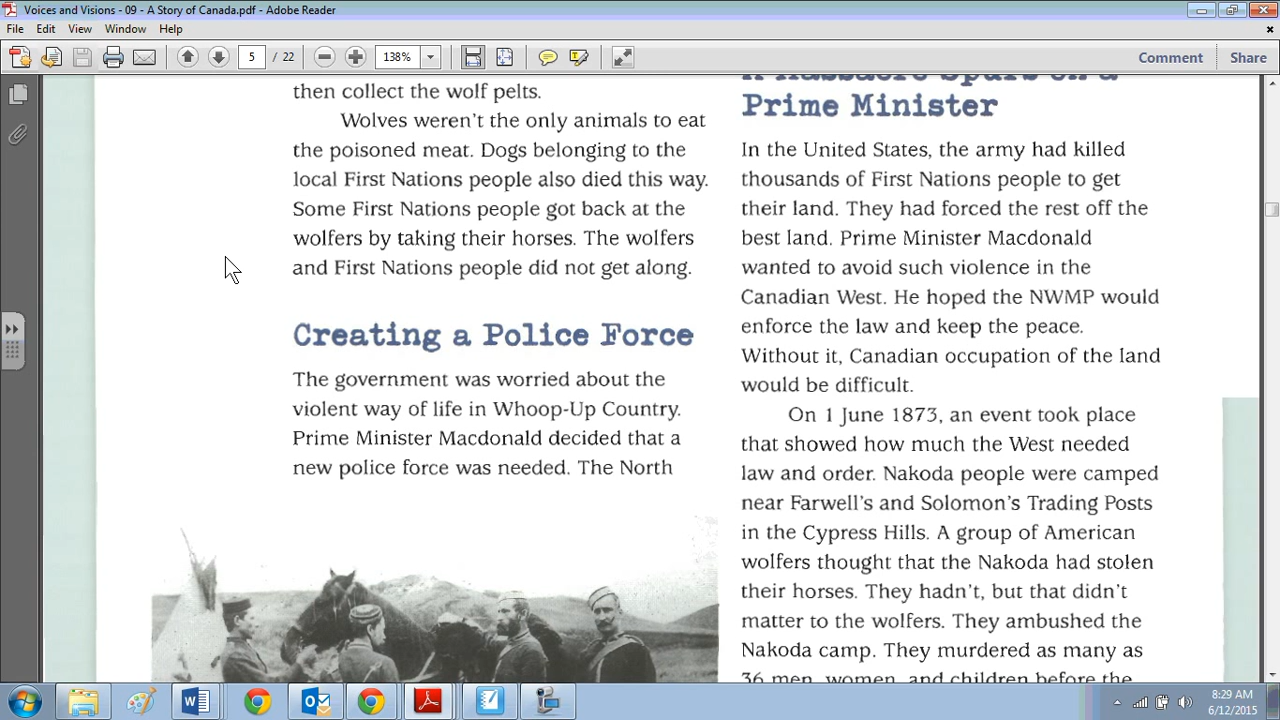 Voices and Visions - 09 - A Story of Canada.pdf - Adobe Reader
File Edit View Window Help
5 / 22 138% Comment Share
then collect the wolf pelts.
Wolves weren't the only animals to eat
the poisoned meat. Dogs belonging to the
local First Nations people also died this way.
Some First Nations people got back at the
wolfers by taking their horses. The wolfers
and First Nations people did not get along.
Creating a Police Force
The government was worried about the
violent way of life in Whoop-Up Country.
Prime Minister Macdonald decided that a
new police force was needed. The North
A Massacre Spurs on a
Prime Minister
In the United States, the army had killed
thousands of First Nations people to get
their land. They had forced the rest off the
best land. Prime Minister Macdonald
wanted to avoid such violence in the
Canadian West. He hoped the NWMP would
enforce the law and keep the peace.
Without it, Canadian occupation of the land
would be difficult.
On 1 June 1873, an event took place
that showed how much the West needed
law and order. Nakoda people were camped
near Farwell's and Solomon's Trading Posts
in the Cypress Hills. A group of American
wolfers thought that the Nakoda had stolen
their horses. They hadn't, but that didn't
matter to the wolfers. They ambushed the
Nakoda camp. They murdered as many as
36 men, women, and children before the
8:29 AM
6/12/2015